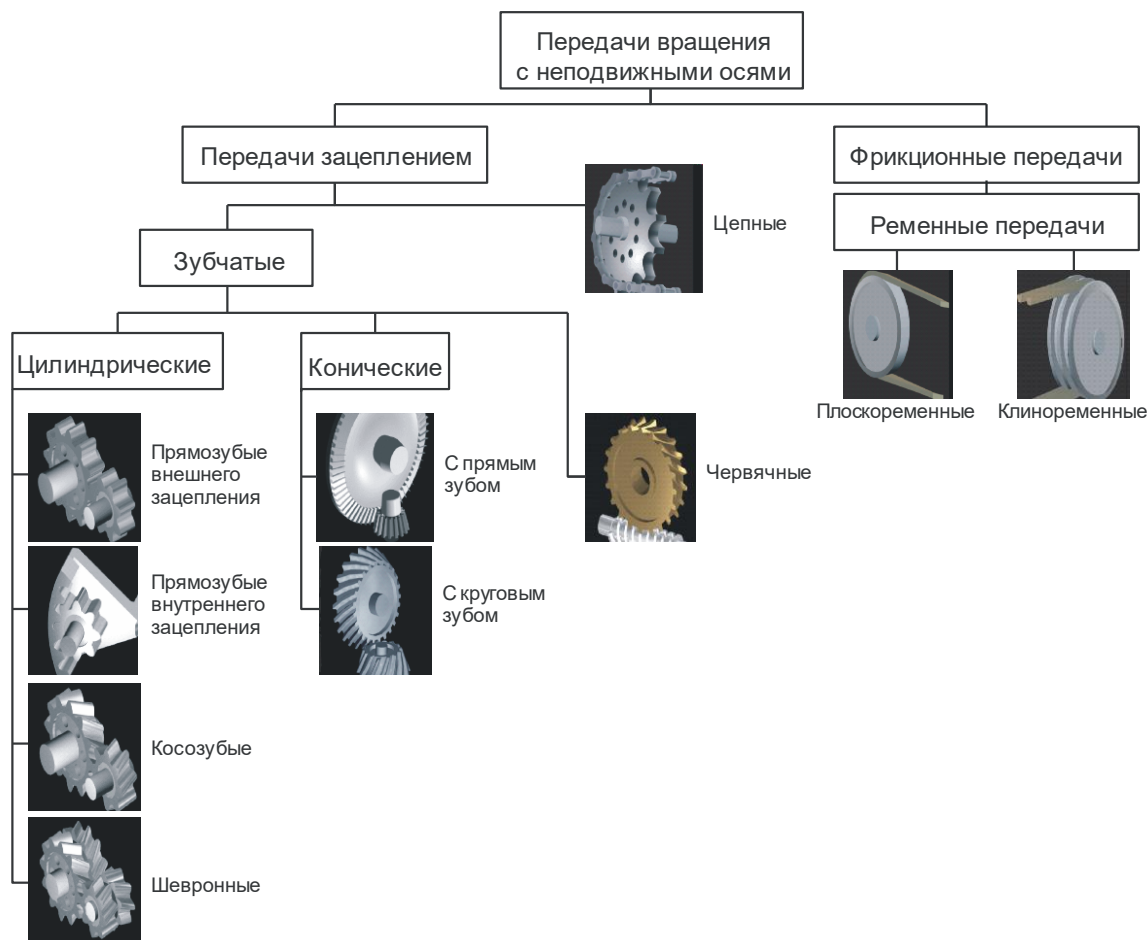 Передачи вращения
с неподвижными осями
Передачи зацеплением
Фрикционные передачи
Цепные
Ременные передачи
Зубчатые
Цилиндрические
Конические
Плоскоременные
Клиноременные
Прямозубые
внешнего
зацепления
С прямым
зубом
Червячные
Прямозубые
внутреннего
зацепления
С круговым
зубом
Косозубые
Шевронные